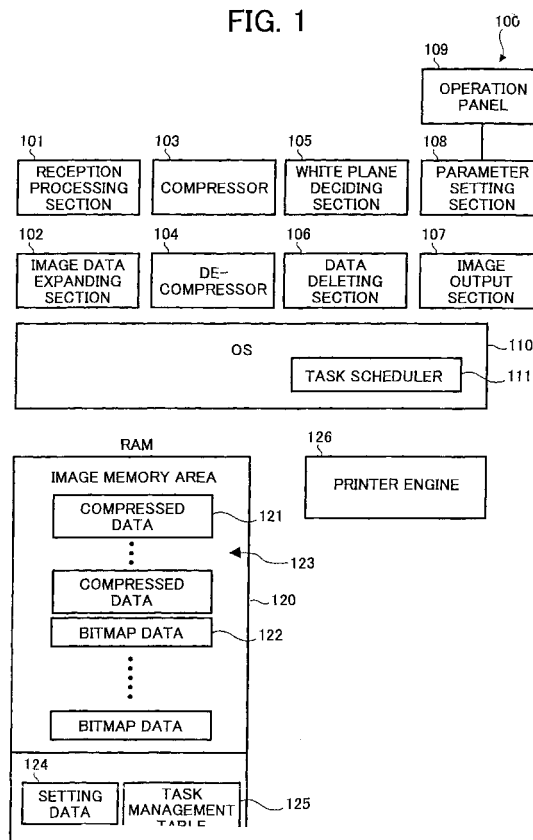 FIG. 1
100
109
OPERATION
PANEL
101
RECEPTION
PROCESSING
SECTION
103
COMPRESSOR
105
WHITE PLANE
DECIDING
SECTION
108
PARAMETER
SETTING
SECTION
102
IMAGE DATA
EXPANDING
SECTION
104
DE-
COMPRESSOR
106
DATA
DELETING
SECTION
107
IMAGE
OUTPUT
SECTION
OS
110
TASK SCHEDULER
111
RAM
IMAGE MEMORY AREA
COMPRESSED
DATA
121
123
COMPRESSED
DATA
120
BITMAP DATA
122
BITMAP DATA
126
PRINTER ENGINE
124
SETTING
DATA
TASK
MANAGEMENT
TABLE
125